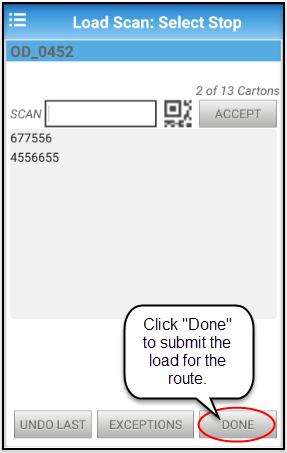 Load Scan: Select Stop
OD_0452
2 of 13 Cartons
SCAN ACCEPT
677556
4556655
Click "Done"
to submit the
load for the
route.
UNDO LAST EXCEPTIONS DONE